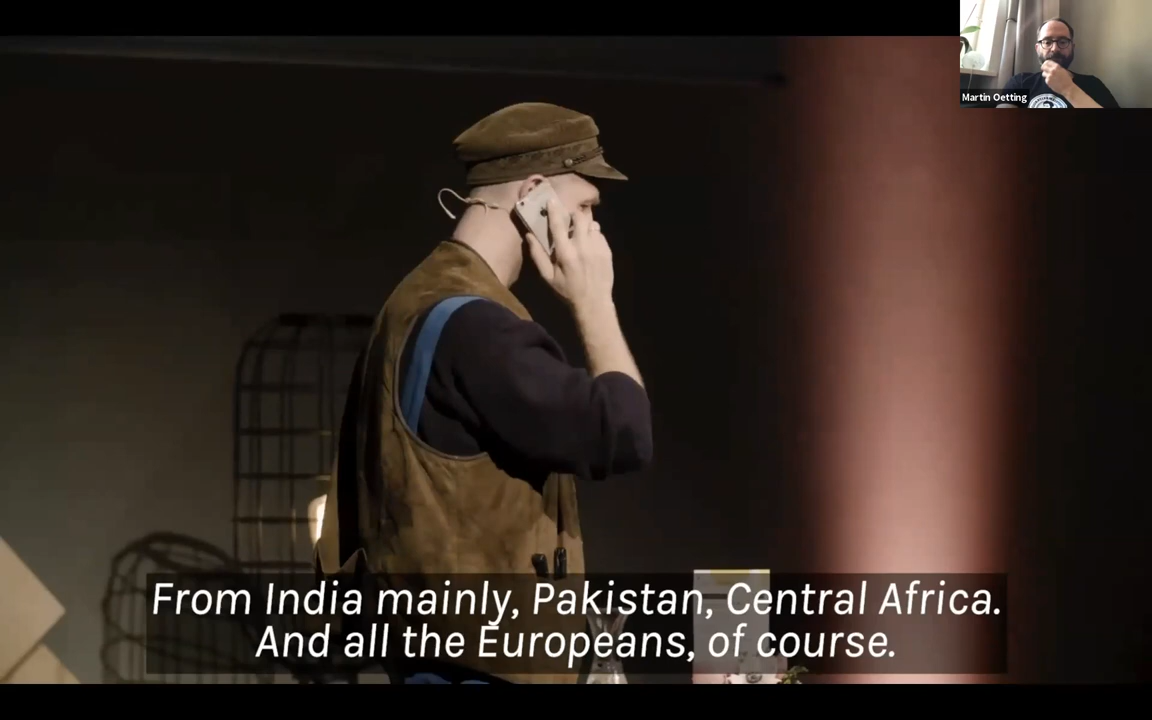 Martin Oetting
From India mainly, Pakistan, Central Africa.
And all the Europeans, of course.